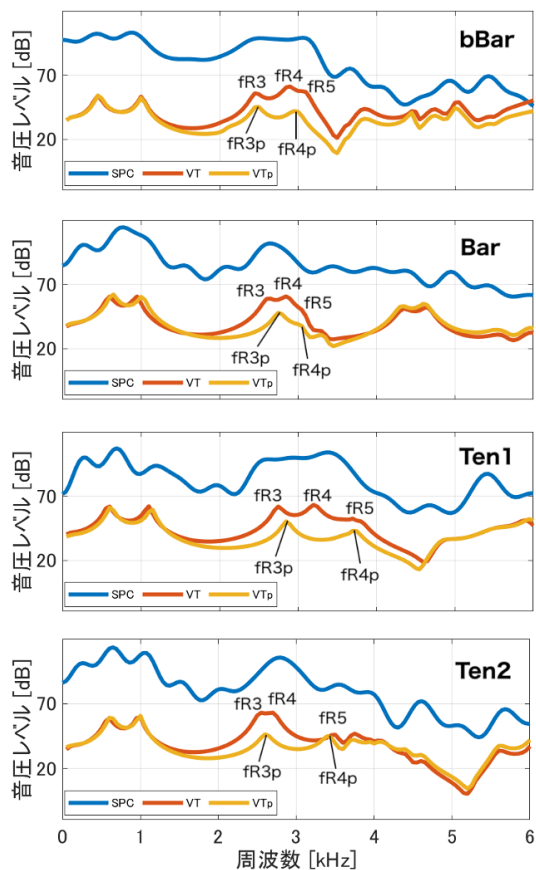 bBar
音圧レベル [dB]
70
20
fR3 fR4 fR5
fR3p fR4p
SPC VT VTp
Bar
音圧レベル [dB]
70
20
fR3 fR4 fR5
fR3p fR4p
SPC VT VTp
Ten1
音圧レベル [dB]
70
20
fR3 fR4 fR5
fR3p fR4p
SPC VT VTp
Ten2
音圧レベル [dB]
70
20
fR3 fR4 fR5
fR3p fR4p
SPC VT VTp
0 1 2 3 4 5 6
周波数 [kHz]